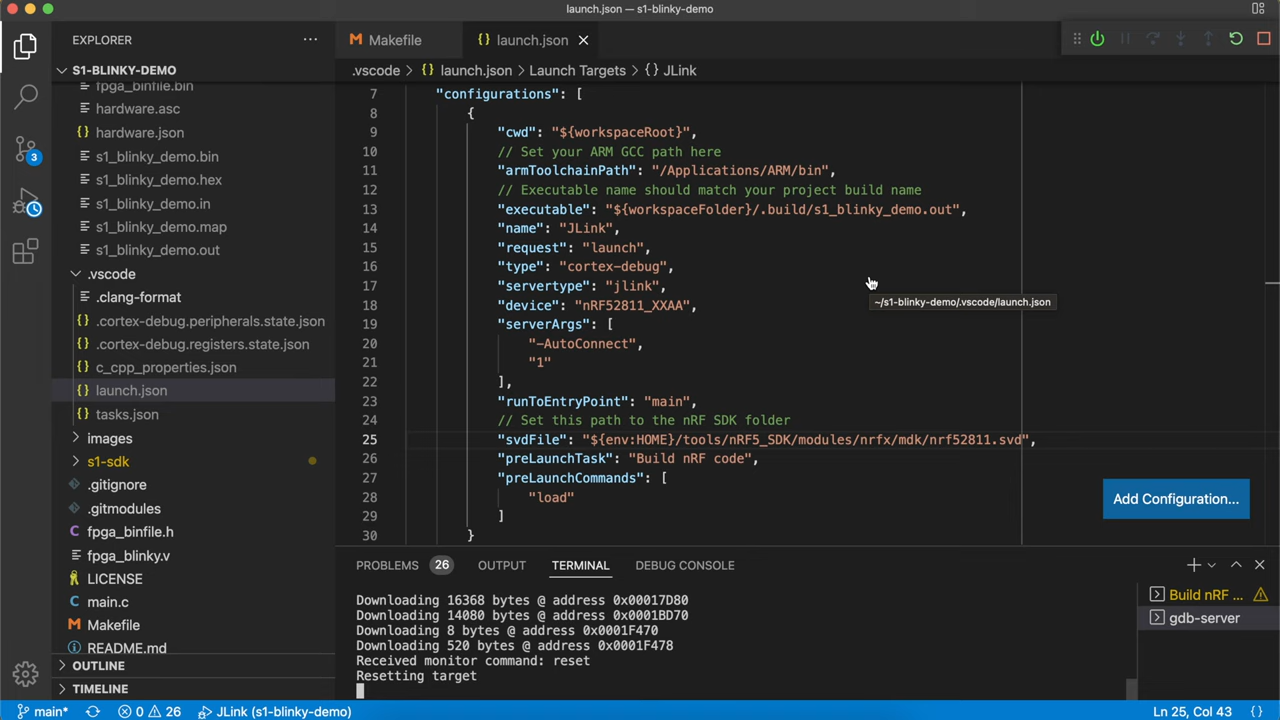 launch.json — s1-blinky-demo
EXPLORER
Makefile
launch.json
S1-BLINKY-DEMO
.vscode > launch.json > Launch Targets > {} JLink
fpga_binfile.bin
hardware.asc
hardware.json
s1_blinky_demo.bin
s1_blinky_demo.hex
s1_blinky_demo.in
s1_blinky_demo.map
s1_blinky_demo.out
.vscode
.clang-format
.cortex-debug.peripherals.state.json
.cortex-debug.registers.state.json
c_cpp_properties.json
launch.json
tasks.json
images
s1-sdk
.gitignore
.gitmodules
fpga_binfile.h
fpga_blinky.v
LICENSE
main.c
Makefile
README.md
OUTLINE
TIMELINE
3
7 "configurations": [
8 {
9 "cwd": "${workspaceRoot}",
10 // Set your ARM GCC path here
11 "armToolchainPath": "/Applications/ARM/bin",
12 // Executable name should match your project build name
13 "executable": "${workspaceFolder}/.build/s1_blinky_demo.out",
14 "name": "JLink",
15 "request": "launch",
16 "type": "cortex-debug",
17 "servertype": "jlink",
18 "device": "nRF52811_XXAA",
19 "serverArgs": [
20 "-AutoConnect",
21 "1"
22 ],
23 "runToEntryPoint": "main",
24 // Set this path to the nRF SDK folder
25 "svdFile": "${env:HOME}/tools/nRF5_SDK/modules/nrfx/mdk/nrf52811.svd",
26 "preLaunchTask": "Build nRF code",
27 "preLaunchCommands": [
28 "load"
29 ]
30 }
~/s1-blinky-demo/.vscode/launch.json
Add Configuration...
PROBLEMS 26 OUTPUT TERMINAL DEBUG CONSOLE
Downloading 16368 bytes @ address 0x00017D80
Downloading 14080 bytes @ address 0x0001BD70
Downloading 8 bytes @ address 0x0001F470
Downloading 520 bytes @ address 0x0001F478
Received monitor command: reset
Resetting target
Build nRF ...
gdb-server
main* 0 26 JLink (s1-blinky-demo) Ln 25, Col 43 {}